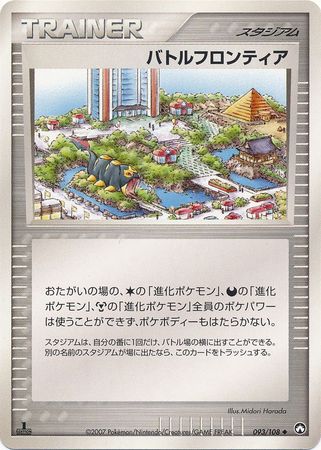 TRAINER
スタジアム
バトルフロンティア
おたがいの場の、の「進化ポケモン」、の「進化
ポケモン」、の「進化ポケモン」全員のポケパワー
は使うことができず、ポケボディーもはたらかない。
スタジアムは、自分の番に1回だけ、バトル場の横に出すことができる。
別の名前のスタジアムが場に出たなら、このカードをトラッシュする。
Illus.Midori Harada
1
©2007 Pokémon/Nintendo/Creatures/GAME FREAK
093/108